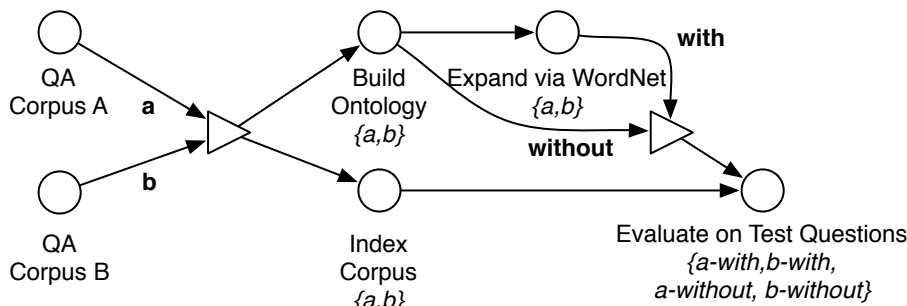 with
QA
Corpus A
Build
Ontology
{a,b}
Expand via WordNet
{a,b}
a
without
b
QA
Corpus B
Index
Corpus
{a,b}
Evaluate on Test Questions
{a-with,b-with,
a-without, b-without}